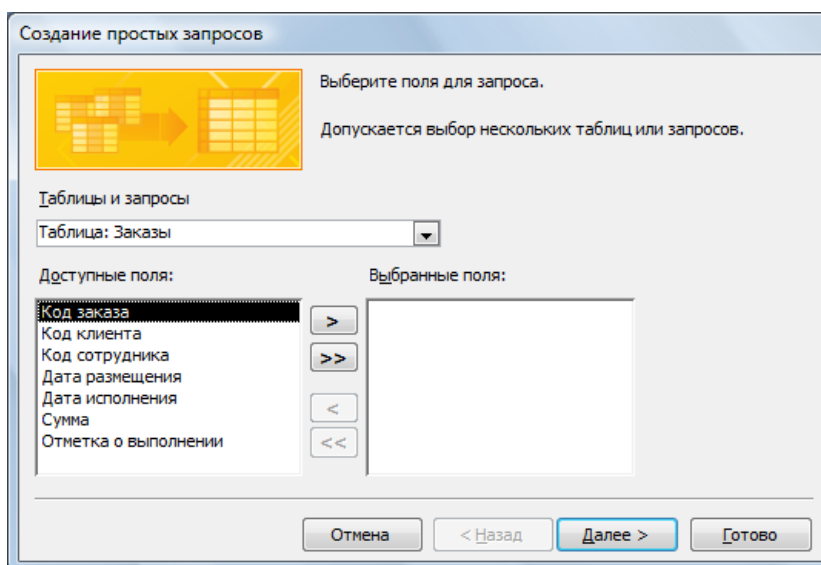 Создание простых запросов
Выберите поля для запроса.
Допускается выбор нескольких таблиц или запросов.
Таблицы и запросы
Таблица: Заказы
Доступные поля:
Выбранные поля:
Код заказа
Код клиента
Код сотрудника
Дата размещения
Дата исполнения
Сумма
Отметка о выполнении
>
>>
<
<<
Отмена
< Назад
Далее >
Готово